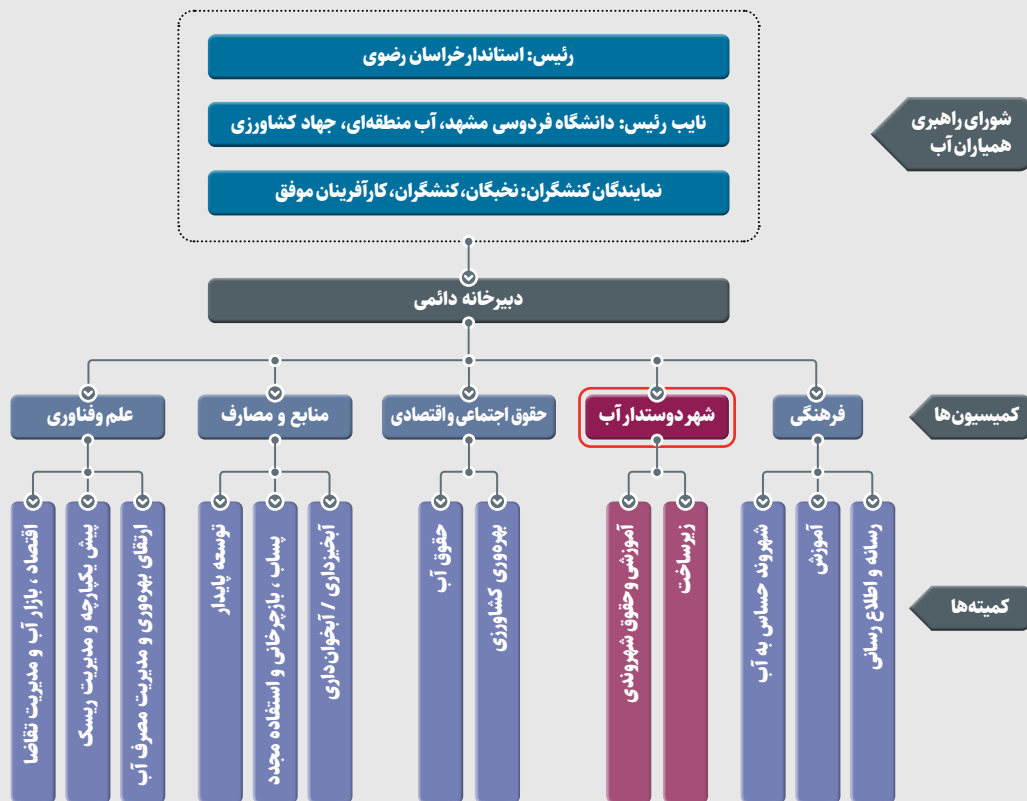 رئیس: استاندار خراسان رضوی
شورای راهبری
همیاران آب
نایب رئیس: دانشگاه فردوسی مشهد، آب منطقه‌ای، جهاد کشاورزی
نمایندگان کنشگران: نخبگان، کنشگران، کارآفرینان موفق
دبیرخانه دائمی
کمیسیون‌ها
فرهنگی
شهر دوستدار آب
حقوق اجتماعی و اقتصادی
منابع و مصارف
علم و فناوری
کمیته‌ها
رسانه و اطلاع رسانی
آموزش
شهروند حساس به آب
زیرساخت
آموزشی و حقوق شهروندی
بهره‌وری کشاورزی
حقوق آب
آبخیزداری / آبخوان‌داری
پساب ، بازچرخانی و استفاده مجدد
توسعه پایدار
ارتقای بهره‌وری و مدیریت مصرف آب
پیش یکپارچه و مدیریت ریسک
اقتصاد ، بازار آب و مدیریت تقاضا